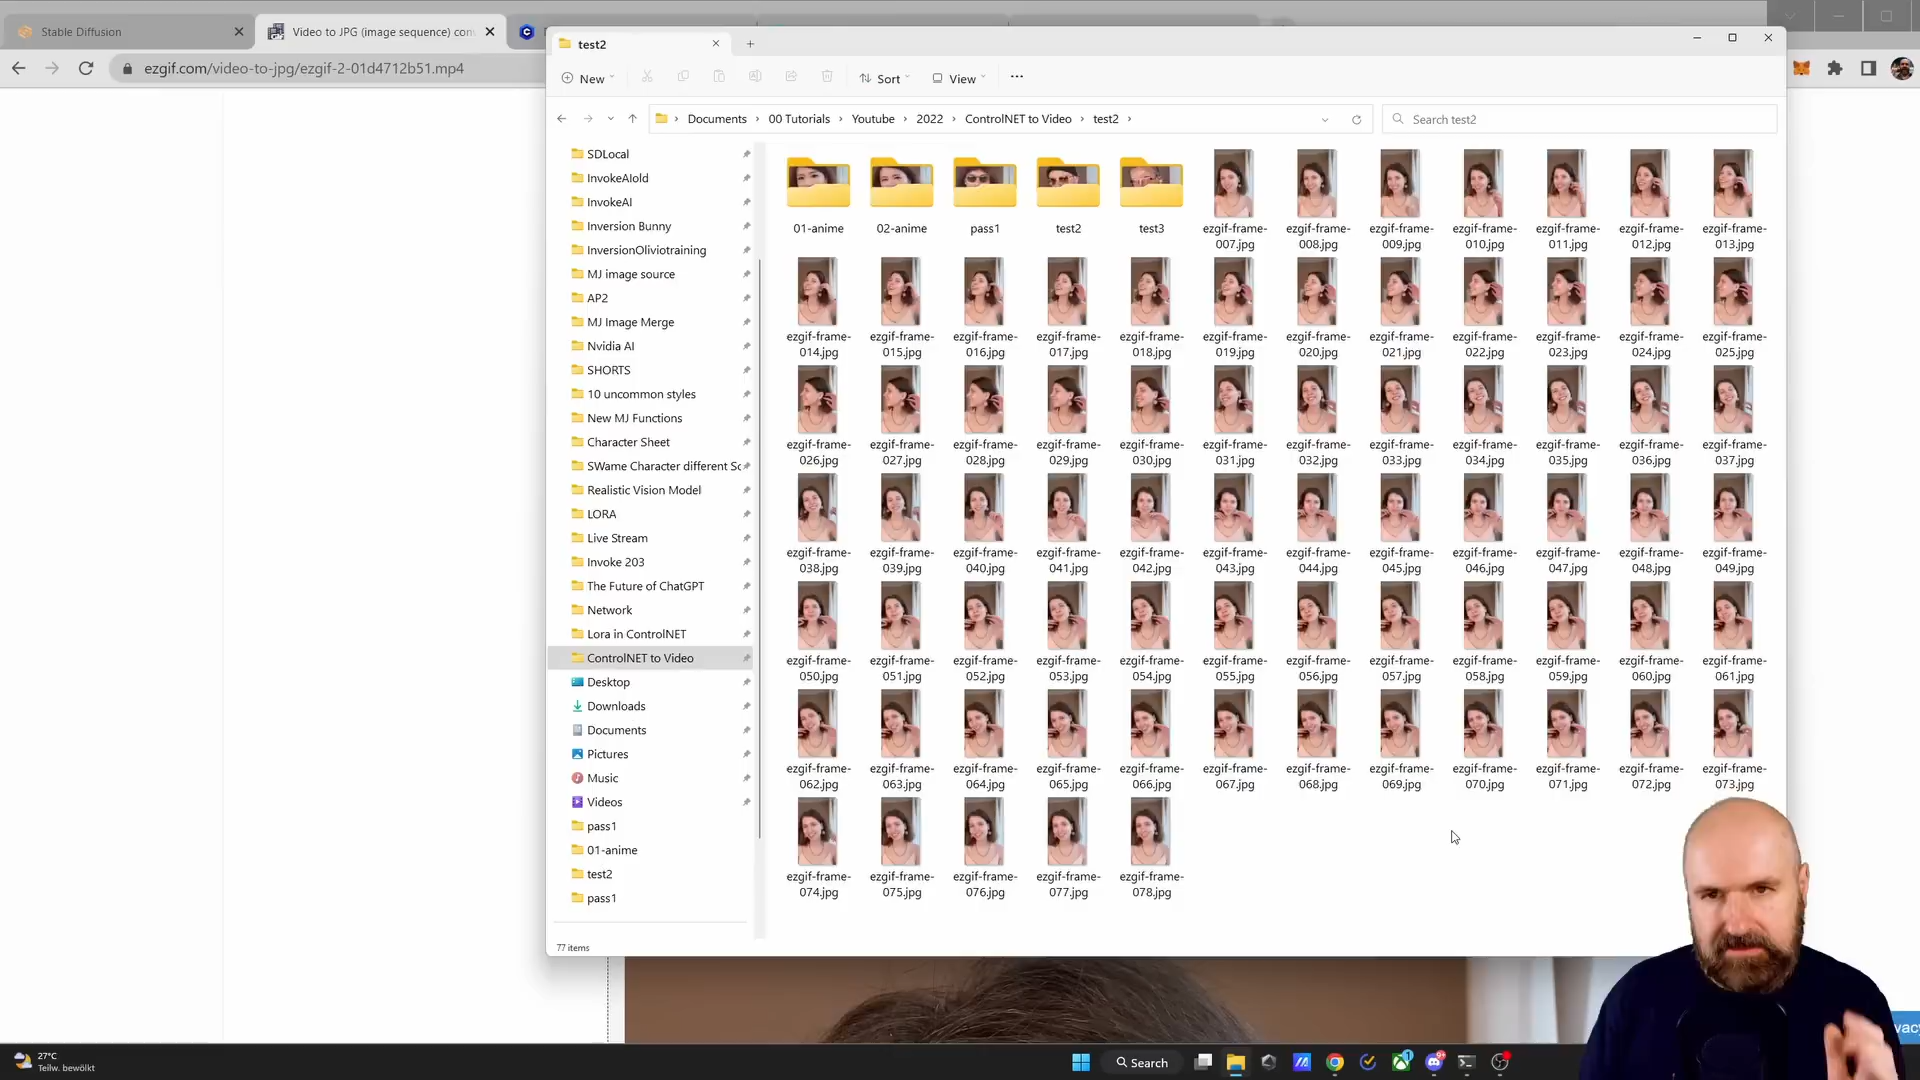 Stable Diffusion
Video to JPG (image sequence) con
ezgif.com/video-to-jpg/ezgif-2-01d4712b51.mp4
test2
New
Sort
View
Documents
00 Tutorials
Youtube
2022
ControlNET to Video
test2
Search test2
SDLocal
InvokeAIold
InvokeAI
Inversion Bunny
InversionOliviotraining
MJ image source
AP2
MJ Image Merge
Nvidia AI
SHORTS
10 uncommon styles
New MJ Functions
Character Sheet
SWame Character different Sc
Realistic Vision Model
LORA
Live Stream
Invoke 203
The Future of ChatGPT
Network
Lora in ControlNET
ControlNET to Video
Desktop
Downloads
Documents
Pictures
Music
Videos
pass1
01-anime
test2
pass1
77 items
01-anime 02-anime pass1 test2 test3 ezgif-frame- ezgif-frame- ezgif-frame- ezgif-frame- ezgif-frame- ezgif-frame- ezgif-frame-
007.jpg 008.jpg 009.jpg 010.jpg 011.jpg 012.jpg 013.jpg
ezgif-frame- ezgif-frame- ezgif-frame- ezgif-frame- ezgif-frame- ezgif-frame- ezgif-frame- ezgif-frame- ezgif-frame- ezgif-frame- ezgif-frame- ezgif-frame-
014.jpg 015.jpg 016.jpg 017.jpg 018.jpg 019.jpg 020.jpg 021.jpg 022.jpg 023.jpg 024.jpg 025.jpg
ezgif-frame- ezgif-frame- ezgif-frame- ezgif-frame- ezgif-frame- ezgif-frame- ezgif-frame- ezgif-frame- ezgif-frame- ezgif-frame- ezgif-frame- ezgif-frame-
026.jpg 027.jpg 028.jpg 029.jpg 030.jpg 031.jpg 032.jpg 033.jpg 034.jpg 035.jpg 036.jpg 037.jpg
ezgif-frame- ezgif-frame- ezgif-frame- ezgif-frame- ezgif-frame- ezgif-frame- ezgif-frame- ezgif-frame- ezgif-frame- ezgif-frame- ezgif-frame- ezgif-frame-
038.jpg 039.jpg 040.jpg 041.jpg 042.jpg 043.jpg 044.jpg 045.jpg 046.jpg 047.jpg 048.jpg 049.jpg
ezgif-frame- ezgif-frame- ezgif-frame- ezgif-frame- ezgif-frame- ezgif-frame- ezgif-frame- ezgif-frame- ezgif-frame- ezgif-frame- ezgif-frame- ezgif-frame-
050.jpg 051.jpg 052.jpg 053.jpg 054.jpg 055.jpg 056.jpg 057.jpg 058.jpg 059.jpg 060.jpg 061.jpg
ezgif-frame- ezgif-frame- ezgif-frame- ezgif-frame- ezgif-frame- ezgif-frame- ezgif-frame- ezgif-frame- ezgif-frame- ezgif-frame- ezgif-frame- ezgif-frame-
062.jpg 063.jpg 064.jpg 065.jpg 066.jpg 067.jpg 068.jpg 069.jpg 070.jpg 071.jpg 072.jpg 073.jpg
ezgif-frame- ezgif-frame- ezgif-frame- ezgif-frame- ezgif-frame-
074.jpg 075.jpg 076.jpg 077.jpg 078.jpg
vacy
27°C
Teilw. bewölkt
Search